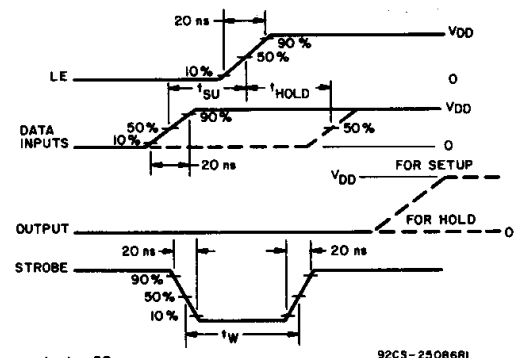 20 ns
VDD
90%
50%
LE
10%
0
tSU
tHOLD
VDD
90%
DATA
INPUTS
50%
10%
50%
0
20 ns
FOR SETUP
VDD
FOR HOLD
OUTPUT
0
20 ns
20 ns
STROBE
90%
50%
10%
tW
92CS-25086R1